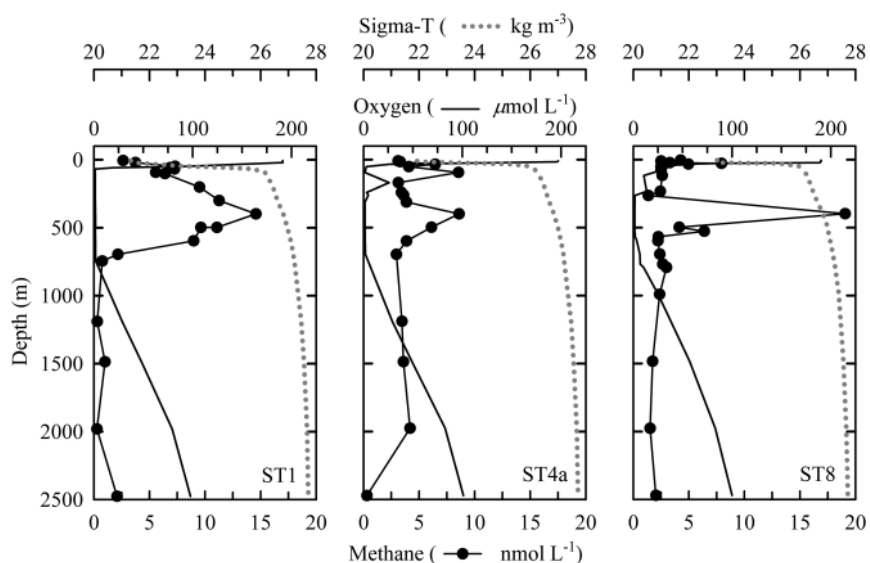 Sigma-T ( kg m⁻³)
20 22 24 26 28 20 22 24 26 28 20 22 24 26 28
Oxygen ( μmol L⁻¹)
0 100 200 0 100 200 0 100 200
0
500
1000
1500
2000
2500
Depth (m)
ST1 ST4a ST8
0 5 10 15 20 0 5 10 15 20 0 5 10 15 20
Methane ( nmol L⁻¹)